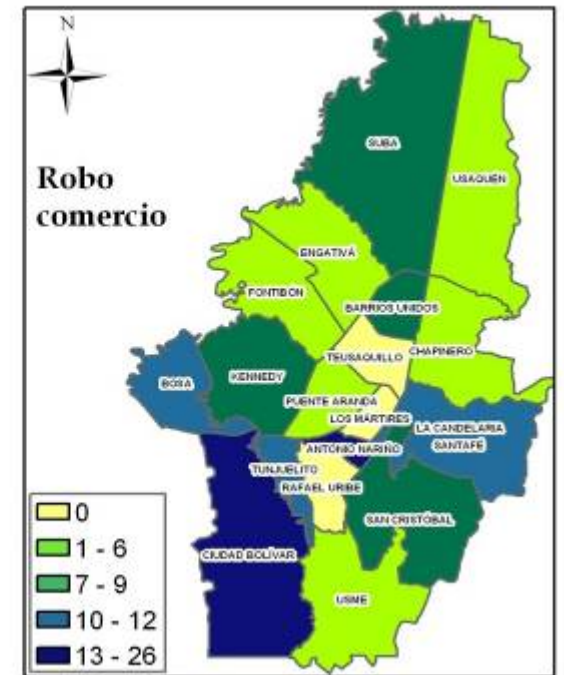 N
Robo
comercio
SUBA
USAQUÉN
ENGATIVÁ
FONTIBON
BARRIOS UNIDOS
TEUSAQUILLO
CHAPINERO
BOSA
KENNEDY
PUENTE ARANDA
LOS MÁRTIRES
LA CANDELARIA
SANTAFÉ
ANTONIO NARIÑO
TUNJUELITO
RAFAEL URIBE
SAN CRISTÓBAL
CIUDAD BOLÍVAR
USME
0
1 - 6
7 - 9
10 - 12
13 - 26